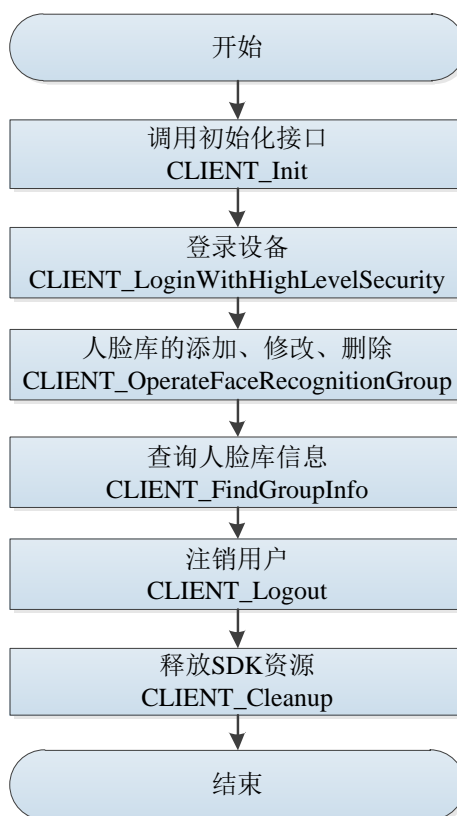 开始
调用初始化接口
CLIENT_Init
登录设备
CLIENT_LoginWithHighLevelSecurity
人脸库的添加、修改、删除
CLIENT_OperateFaceRecognitionGroup
查询人脸库信息
CLIENT_FindGroupInfo
注销用户
CLIENT_Logout
释放SDK资源
CLIENT_Cleanup
结束